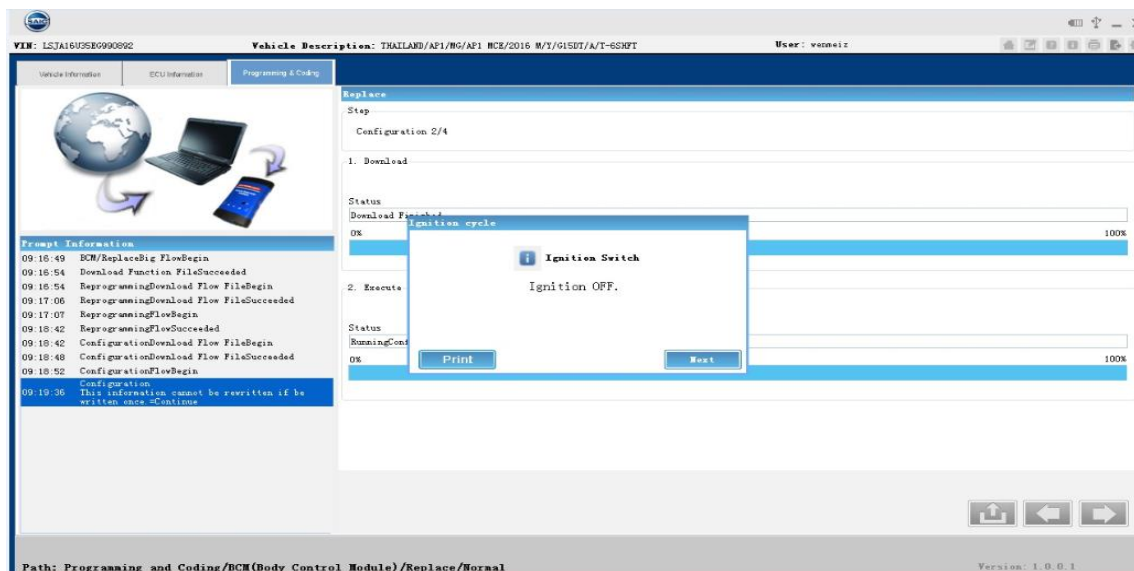 SAIC
VIN: LSJA16U35EG990892 Vehicle Description: THAILAND/AP1/MG/AP1 MCE/2016 M/Y/G15DT/A/T-6SHFT User: wenmeiz
Vehicle Information ECU Information Programming & Coding
Replace
Step
Configuration 2/4
1. Download
Status
Download Finished
0% 100%
Ignition cycle
Ignition Switch
Ignition OFF.
Print Next
2. Execute
Status
RunningConf
0% 100%
Prompt Information
09:16:49 BCM/ReplaceBig FlowBegin
09:16:54 Download Function FileSucceeded
09:16:54 ReprogrammingDownload Flow FileBegin
09:17:06 ReprogrammingDownload Flow FileSucceeded
09:17:07 ReprogrammingFlowBegin
09:18:42 ReprogrammingFlowSucceeded
09:18:42 ConfigurationDownload Flow FileBegin
09:18:48 ConfigurationDownload Flow FileSucceeded
09:18:52 ConfigurationFlowBegin
Configuration
09:19:36 This information cannot be rewritten if be
written once.=Continue
Path: Programming and Coding/BCM(Body Control Module)/Replace/Normal Version: 1.0.0.1